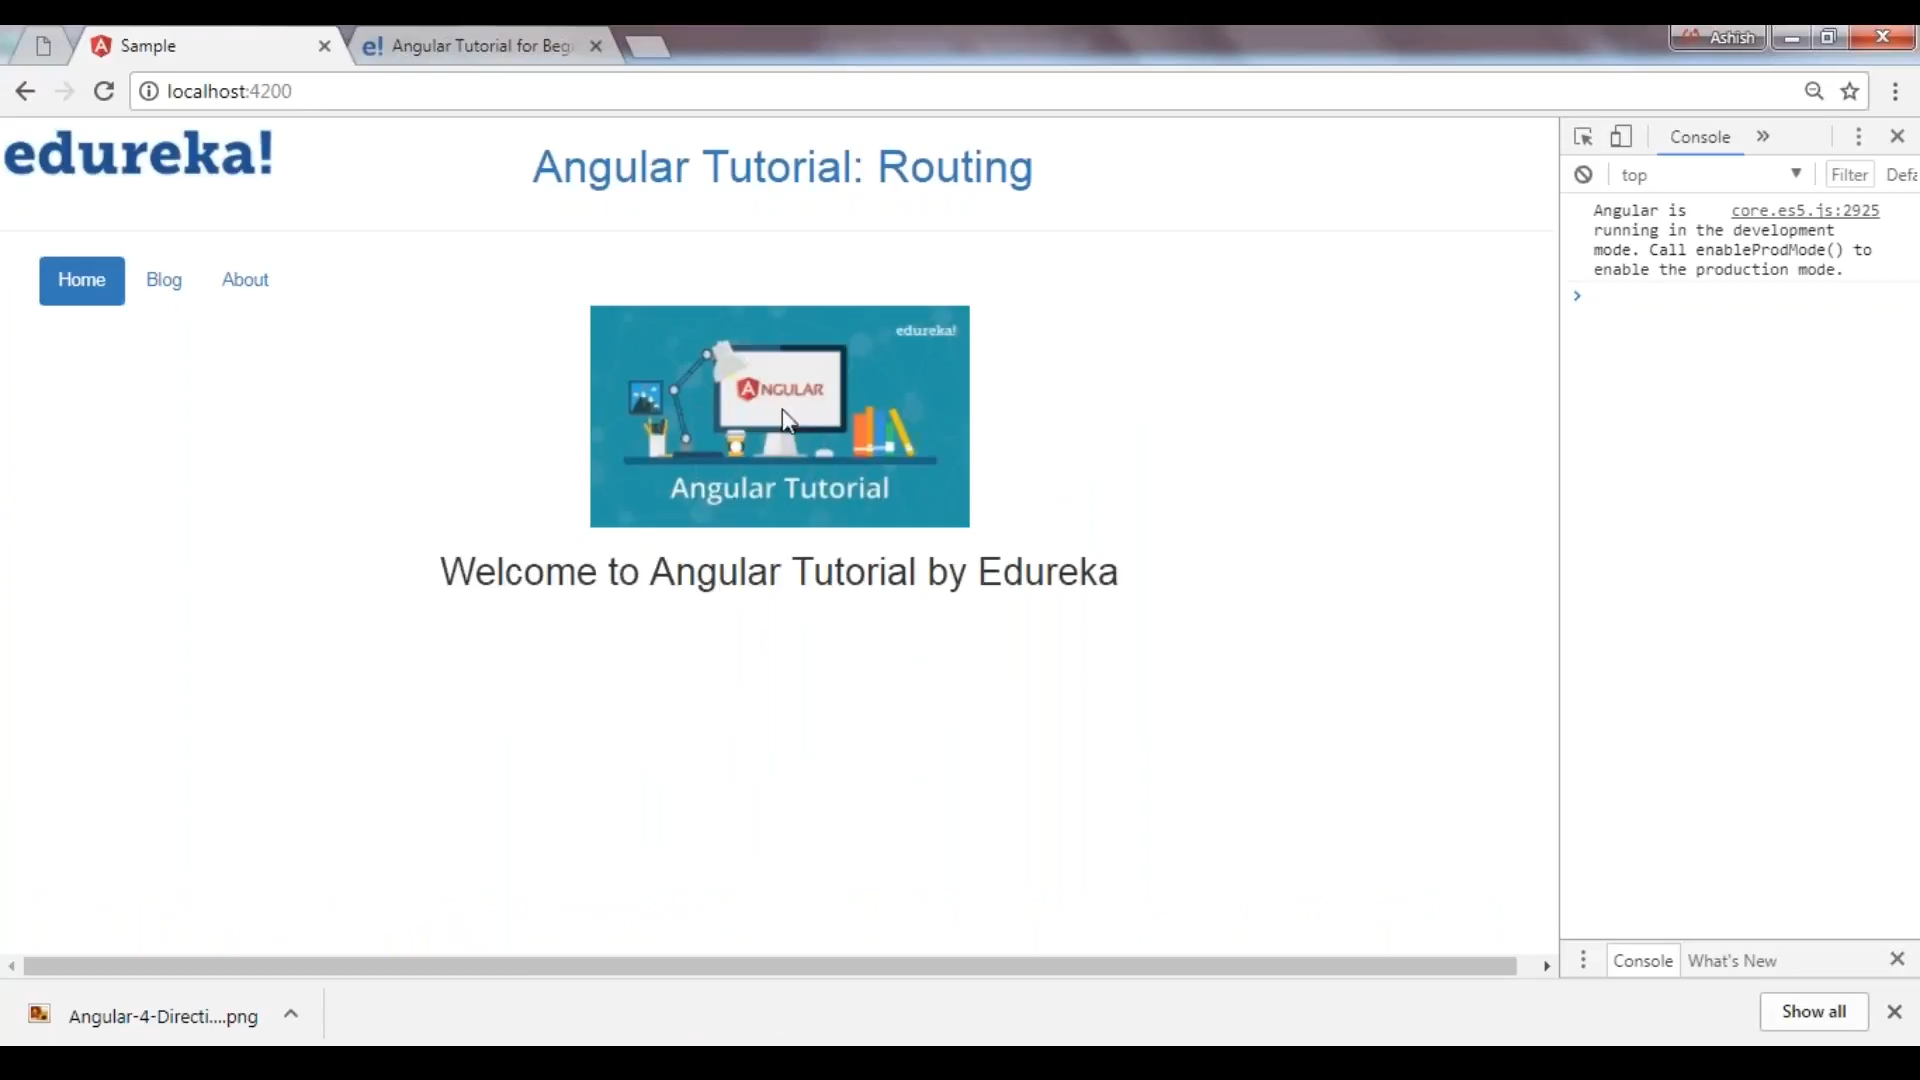 Sample
e! Angular Tutorial for Beg
Ashish
localhost:4200
edureka!
Angular Tutorial: Routing
Home Blog About
edureka!
ANGULAR
Angular Tutorial
Welcome to Angular Tutorial by Edureka
Console
top Filter Defa
Angular is core.es5.js:2925
running in the development
mode. Call enableProdMode() to
enable the production mode.
Console What's New
Angular-4-Directi....png
Show all